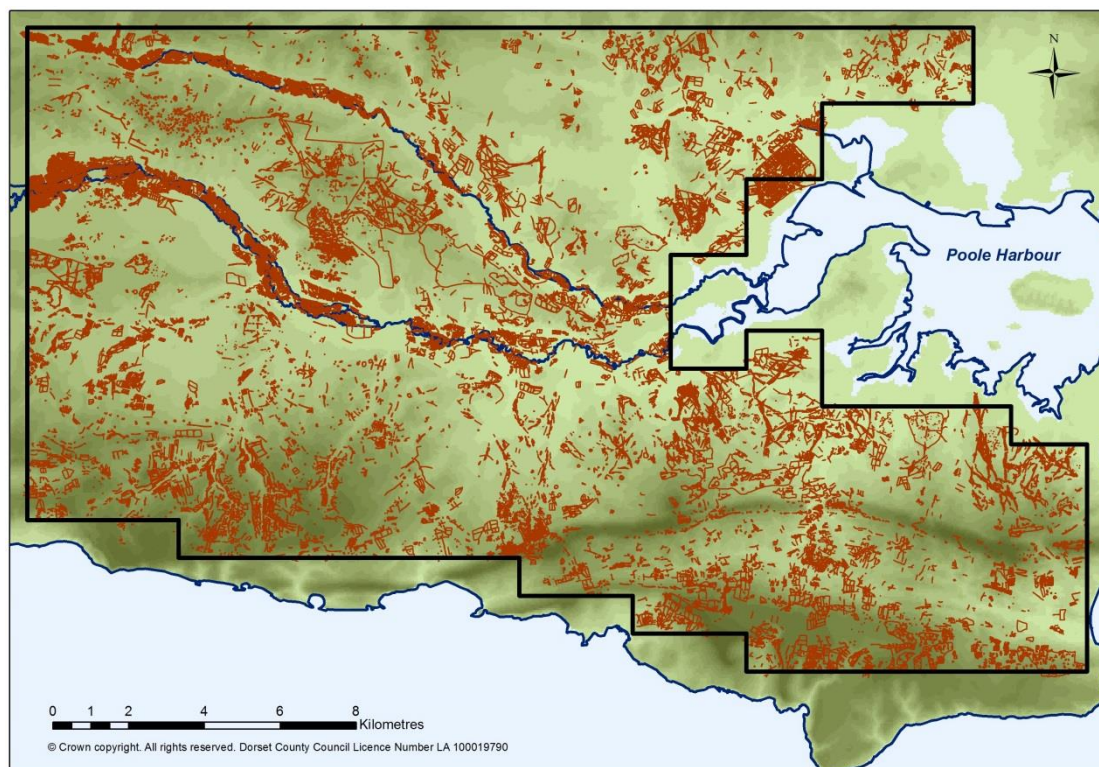 N
Poole Harbour
0 1 2 4 6 8
Kilometres
© Crown copyright. All rights reserved. Dorset County Council Licence Number LA 100019790